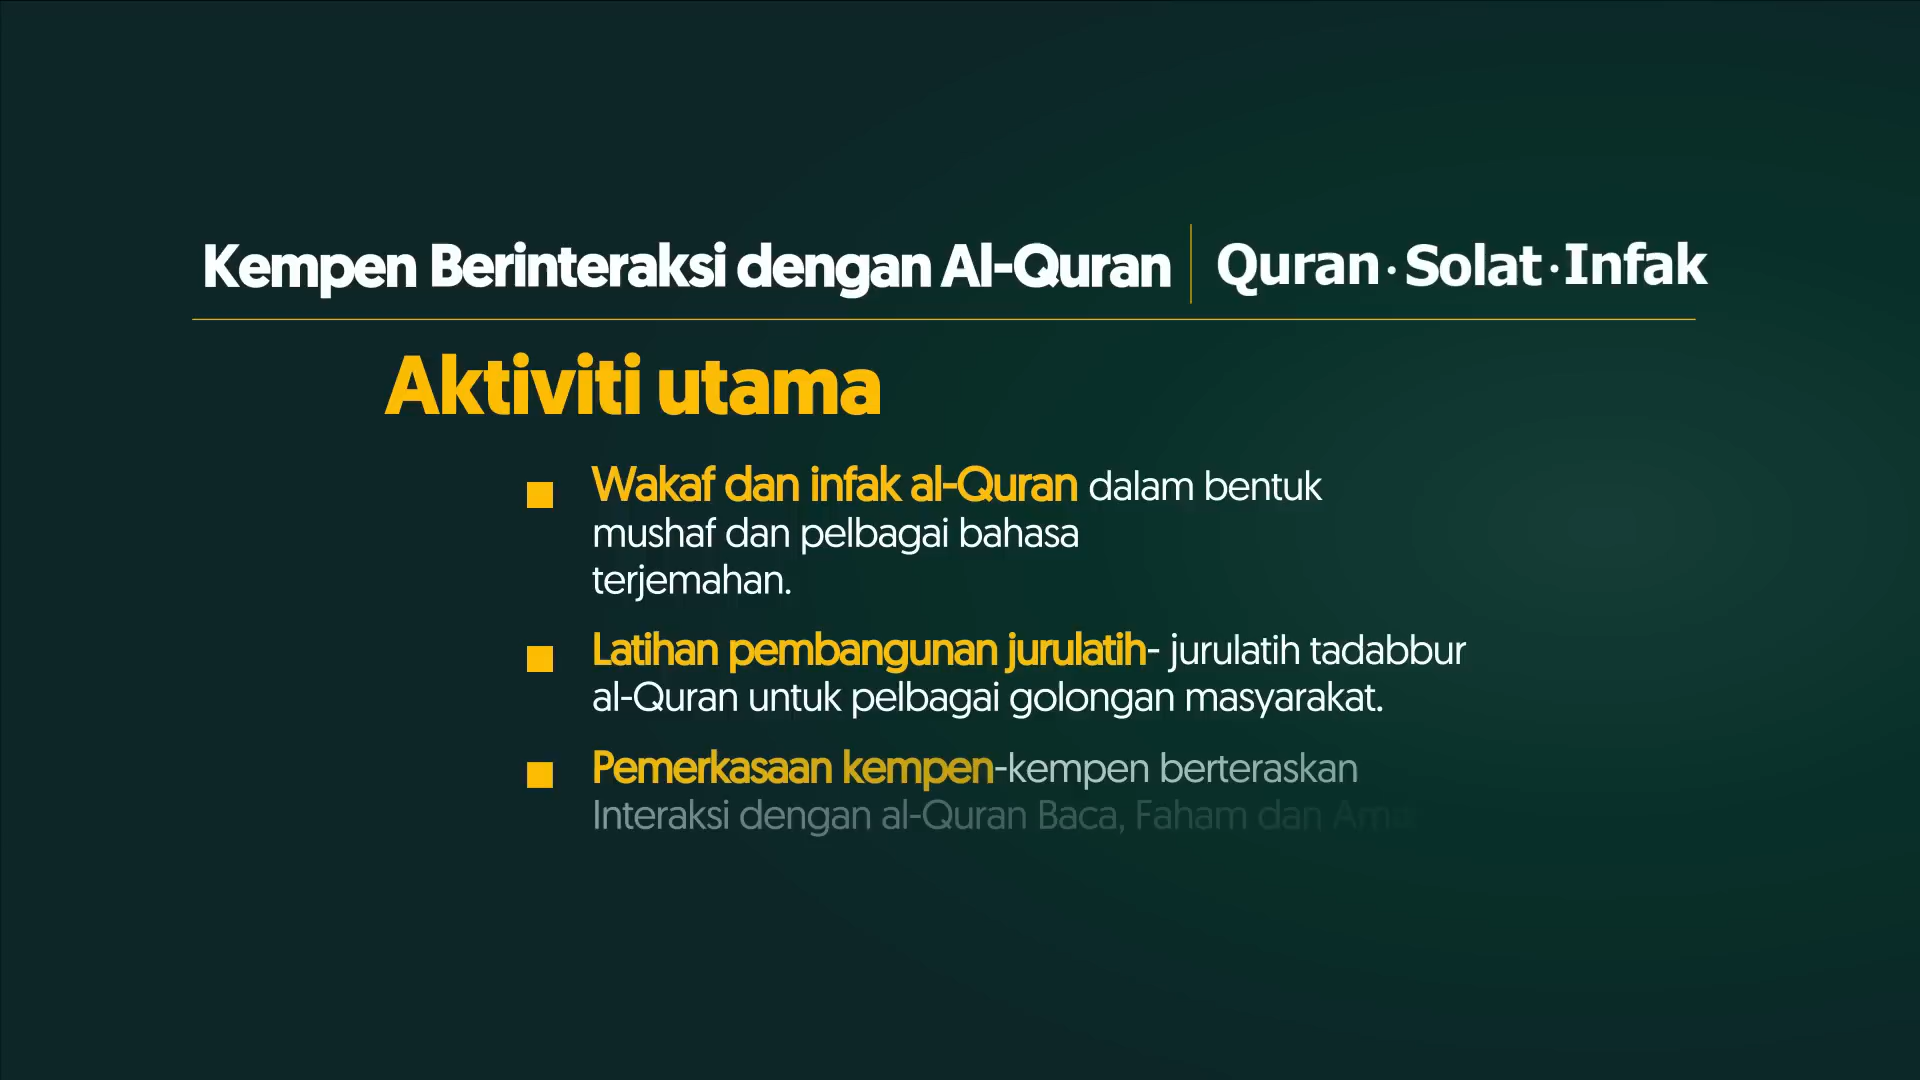 Kempen Berinteraksi dengan Al-Quran
Quran · Solat · Infak
Aktiviti utama
Wakaf dan infak al-Quran dalam bentuk
mushaf dan pelbagai bahasa
terjemahan.
Latihan pembangunan jurulatih- jurulatih tadabbur
al-Quran untuk pelbagai golongan masyarakat.
Pemerkasaan kempen-kempen berteraskan
Interaksi dengan al-Quran Baca, Faham dan